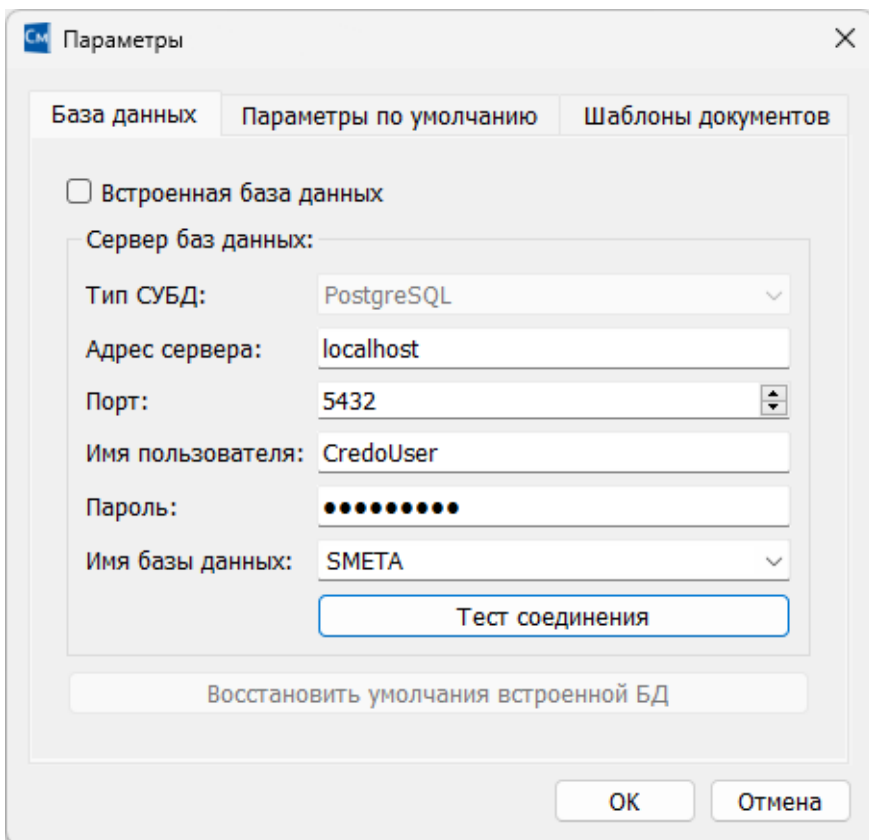 См Параметры
База данных Параметры по умолчанию Шаблоны документов
Встроенная база данных
Сервер баз данных:
Тип СУБД: PostgreSQL
Адрес сервера: localhost
Порт: 5432
Имя пользователя: CredoUser
Пароль: ●●●●●●●●●
Имя базы данных: SMETA
Тест соединения
Восстановить умолчания встроенной БД
OK Отмена